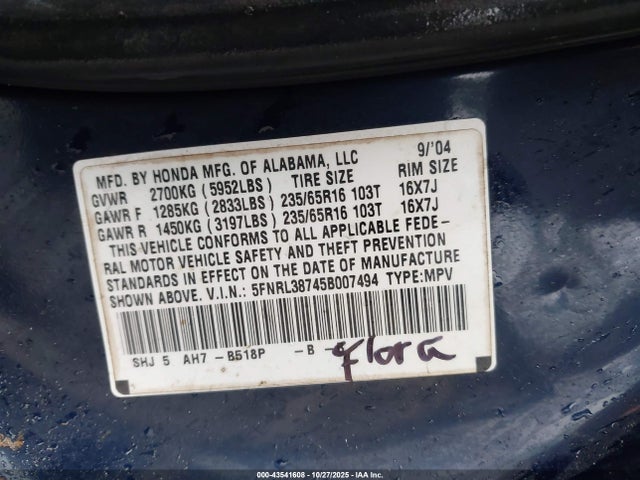 MFD. BY HONDA MFG. OF ALABAMA, LLC 9/'04
GVWR 2700KG (5952LBS) TIRE SIZE RIM SIZE
GAWR F 1285KG (2833LBS) 235/65R16 103T 16X7J
GAWR R 1450KG (3197LBS) 235/65R16 103T 16X7J
THIS VEHICLE CONFORMS TO ALL APPLICABLE FEDE-
RAL MOTOR VEHICLE SAFETY AND THEFT PREVENTION
STANDARDS IN EFFECT ON THE DATE OF MANUFACTURE
SHOWN ABOVE. V.I.N.: 5FNRL38745B007494 TYPE:MPV
SHJ 5 AH7 -B518P -B -
flora
000-43541608 - 10/27/2025 - IAAI.COM